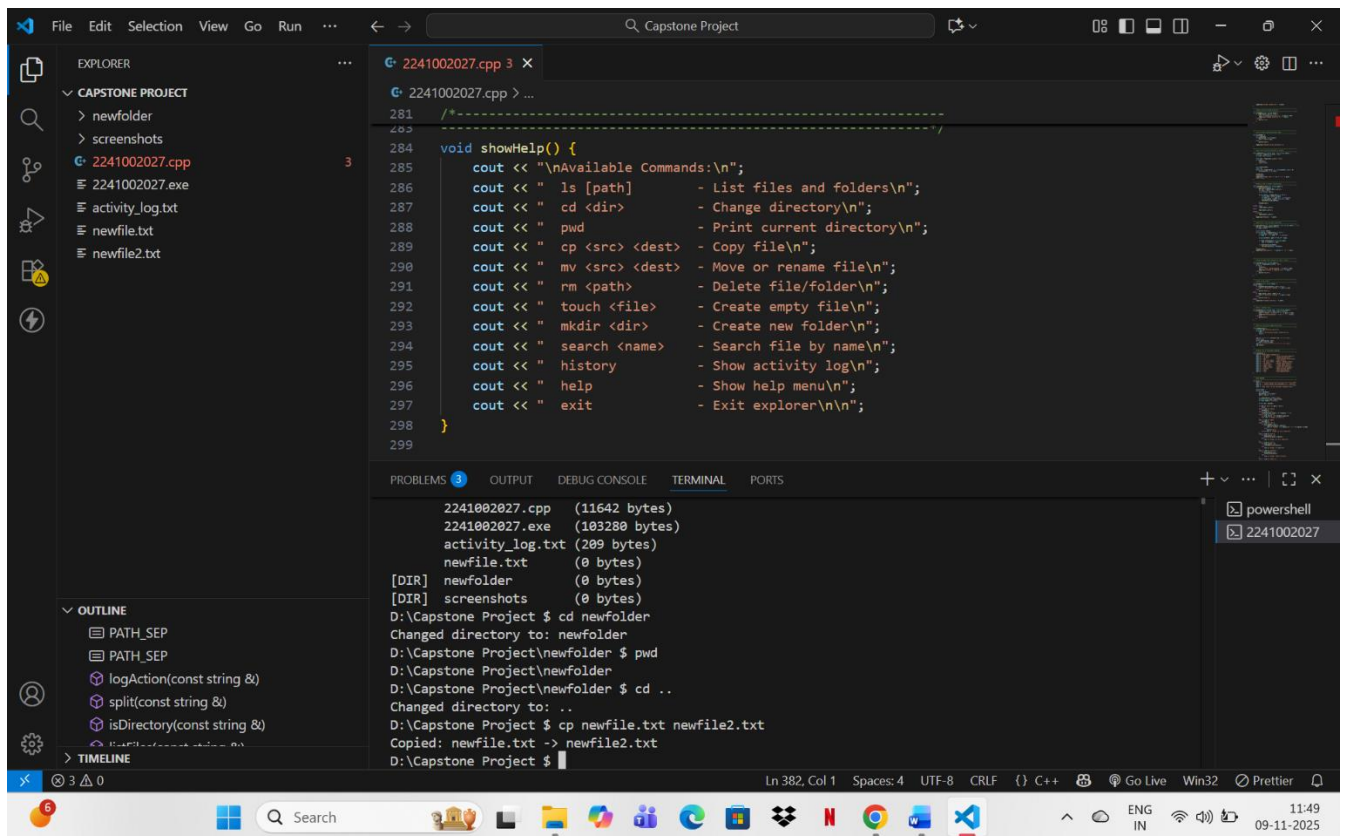 File Edit Selection View Go Run ··· Capstone Project
EXPLORER ···
CAPSTONE PROJECT
newfolder
screenshots
2241002027.cpp 3
2241002027.exe
activity_log.txt
newfile.txt
newfile2.txt
OUTLINE
PATH_SEP
PATH_SEP
logAction(const string &)
split(const string &)
isDirectory(const string &)
TIMELINE
2241002027.cpp 3
2241002027.cpp > ...
281 /*-------------------------------------------------------------
283 -------------------------------------------------------------*/
284 void showHelp() {
285 cout << "\nAvailable Commands:\n";
286 cout << " ls [path]        - List files and folders\n";
287 cout << " cd <dir>         - Change directory\n";
288 cout << " pwd              - Print current directory\n";
289 cout << " cp <src> <dest>  - Copy file\n";
290 cout << " mv <src> <dest>  - Move or rename file\n";
291 cout << " rm <path>        - Delete file/folder\n";
292 cout << " touch <file>     - Create empty file\n";
293 cout << " mkdir <dir>      - Create new folder\n";
294 cout << " search <name>    - Search file by name\n";
295 cout << " history          - Show activity log\n";
296 cout << " help             - Show help menu\n";
297 cout << " exit             - Exit explorer\n\n";
298 }
299
PROBLEMS 3 OUTPUT DEBUG CONSOLE TERMINAL PORTS
2241002027.cpp (11642 bytes)
2241002027.exe (103280 bytes)
activity_log.txt (209 bytes)
newfile.txt (0 bytes)
[DIR] newfolder (0 bytes)
[DIR] screenshots (0 bytes)
D:\Capstone Project $ cd newfolder
Changed directory to: newfolder
D:\Capstone Project\newfolder $ pwd
D:\Capstone Project\newfolder
D:\Capstone Project\newfolder $ cd ..
Changed directory to: ..
D:\Capstone Project $ cp newfile.txt newfile2.txt
Copied: newfile.txt -> newfile2.txt
D:\Capstone Project $
powershell
2241002027
3 0 Ln 382, Col 1 Spaces: 4 UTF-8 CRLF {} C++ Go Live Win32 Prettier
6 Search ENG 11:49
IN 09-11-2025